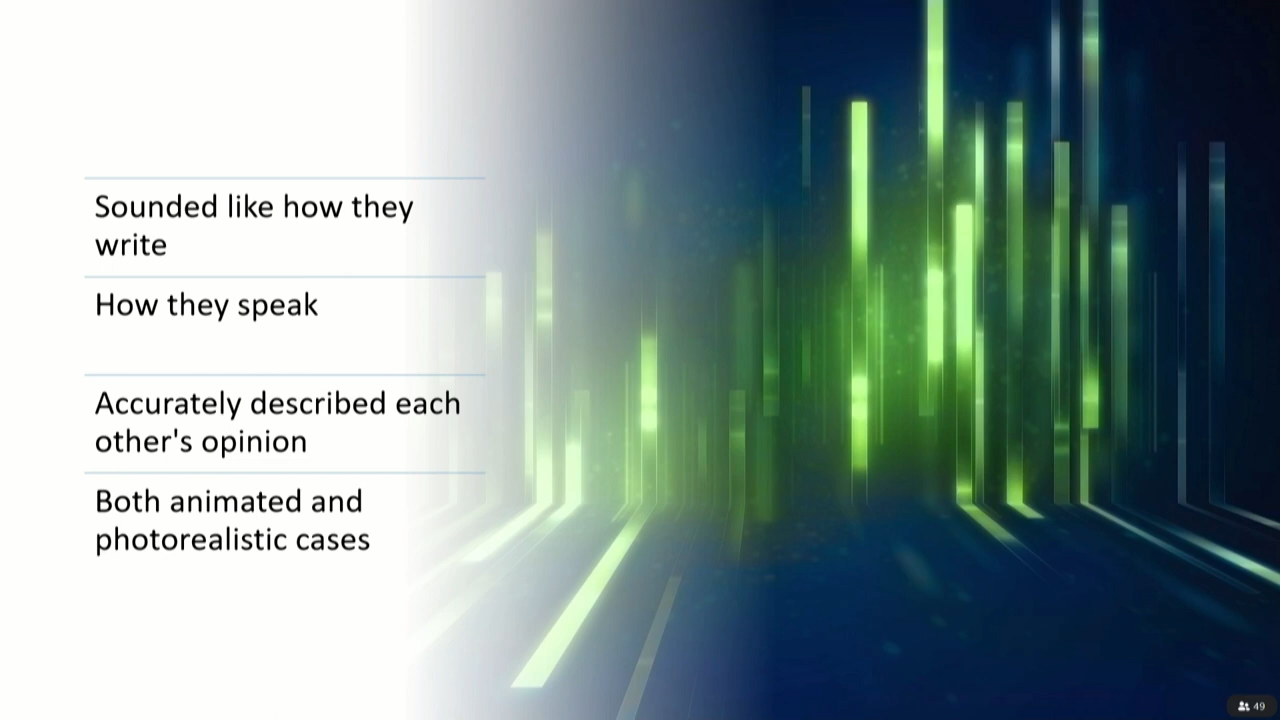 Sounded like how they
write
How they speak
Accurately described each
other's opinion
Both animated and
photorealistic cases
49